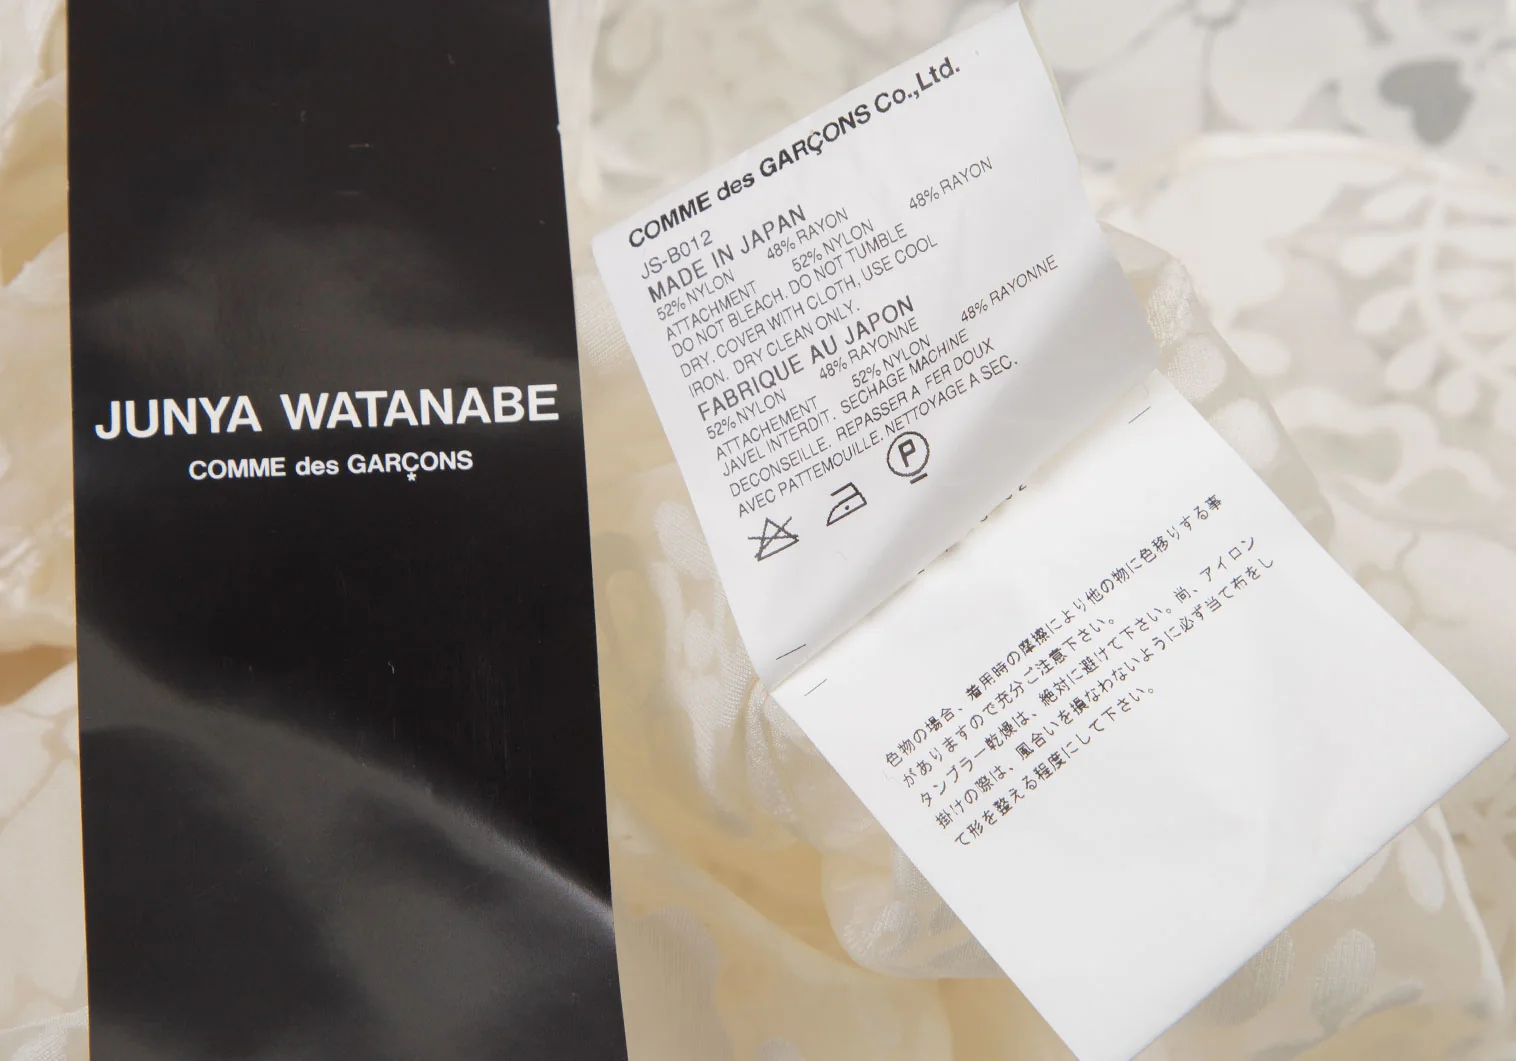 JUNYA WATANABE
COMME des GARÇONS
*
COMME des GARÇONS Co.,Ltd.
JS-B012
MADE IN JAPAN
52% NYLON 48% RAYON
ATTACHMENT 52% NYLON 48% RAYON
DO NOT BLEACH. DO NOT TUMBLE
DRY. COVER WITH CLOTH, USE COOL
IRON. DRY CLEAN ONLY.
FABRIQUE AU JAPON
52% NYLON 48% RAYONNE
ATTACHEMENT 52% NYLON 48% RAYONNE
JAVEL INTERDIT. SECHAGE MACHINE
DECONSEILLE. REPASSER A FER DOUX
AVEC PATTEMOUILLE. NETTOYAGE A SEC.
P
色物の場合、着用時の摩擦により他の物に色移りする事
がありますので充分ご注意下さい。
タンブラー乾燥は、絶対に避けて下さい。尚、アイロン
掛けの際は、風合いを損なわないように必ず当て布をし
て形を整える程度にして下さい。